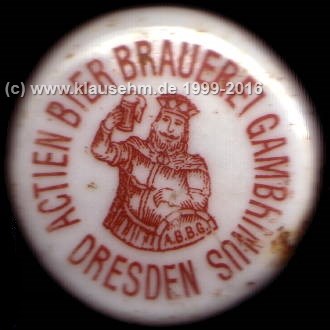 ACTIEN BIER BRAUEREI GAMBRINUS
DRESDEN
A.B.B.G.
(c) www.klausehm.de 1999-2016